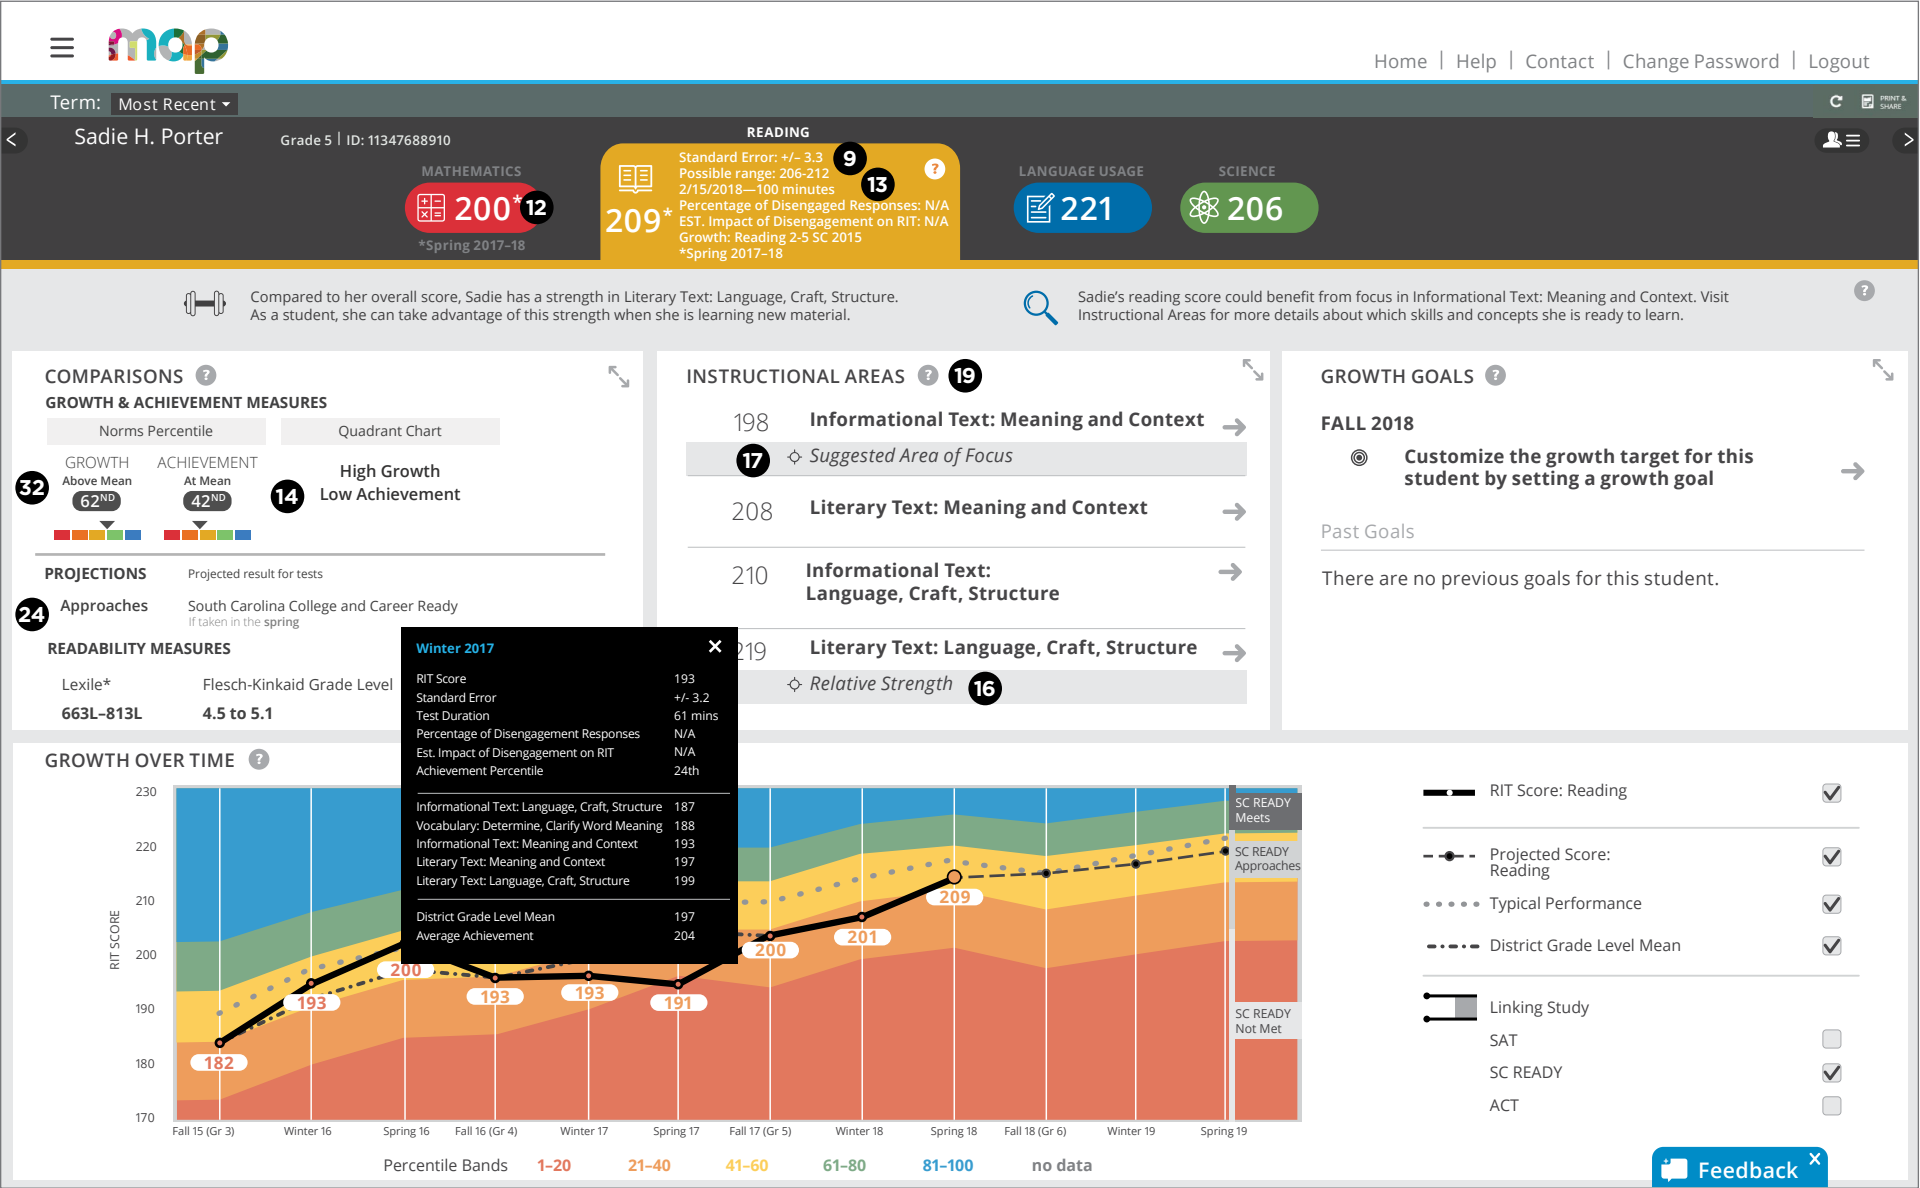 map
Home | Help | Contact | Change Password | Logout
Term: Most Recent
PRINT &
SHARE
Sadie H. Porter
Grade 5 | ID: 11347688910
MATHEMATICS
200* 12
*Spring 2017–18
READING
Standard Error: +/– 3.3 9
Possible range: 206-212
2/15/2018—100 minutes 13
Percentage of Disengaged Responses: N/A
EST. Impact of Disengagement on RIT: N/A
Growth: Reading 2-5 SC 2015
*Spring 2017–18
209*
?
LANGUAGE USAGE
221
SCIENCE
206
Compared to her overall score, Sadie has a strength in Literary Text: Language, Craft, Structure.
As a student, she can take advantage of this strength when she is learning new material.
Sadie’s reading score could benefit from focus in Informational Text: Meaning and Context. Visit
Instructional Areas for more details about which skills and concepts she is ready to learn.
?
COMPARISONS ?
GROWTH & ACHIEVEMENT MEASURES
Norms Percentile
Quadrant Chart
32
GROWTH
Above Mean
62ND
ACHIEVEMENT
At Mean
42ND
14
High Growth
Low Achievement
PROJECTIONS Projected result for tests
24 Approaches South Carolina College and Career Ready
If taken in the spring
READABILITY MEASURES
Lexile* Flesch-Kinkaid Grade Level
663L–813L 4.5 to 5.1
INSTRUCTIONAL AREAS ? 19
198 Informational Text: Meaning and Context
17 Suggested Area of Focus
208 Literary Text: Meaning and Context
210 Informational Text:
Language, Craft, Structure
219 Literary Text: Language, Craft, Structure
Relative Strength 16
GROWTH GOALS ?
FALL 2018
Customize the growth target for this
student by setting a growth goal
Past Goals
There are no previous goals for this student.
Winter 2017 ×
RIT Score 193
Standard Error +/- 3.2
Test Duration 61 mins
Percentage of Disengagement Responses N/A
Est. Impact of Disengagement on RIT N/A
Achievement Percentile 24th
Informational Text: Language, Craft, Structure 187
Vocabulary: Determine, Clarify Word Meaning 188
Informational Text: Meaning and Context 193
Literary Text: Meaning and Context 197
Literary Text: Language, Craft, Structure 199
District Grade Level Mean 197
Average Achievement 204
GROWTH OVER TIME ?
RIT SCORE
230
220
210
200
190
180
170
182
193
200
193
193
191
200
201
209
SC READY
Meets
SC READY
Approaches
SC READY
Not Met
Fall 15 (Gr 3) Winter 16 Spring 16 Fall 16 (Gr 4) Winter 17 Spring 17 Fall 17 (Gr 5) Winter 18 Spring 18 Fall 18 (Gr 6) Winter 19 Spring 19
Percentile Bands 1–20 21–40 41–60 61–80 81–100 no data
RIT Score: Reading
Projected Score:
Reading
Typical Performance
District Grade Level Mean
Linking Study
SAT
SC READY
ACT
Feedback ×